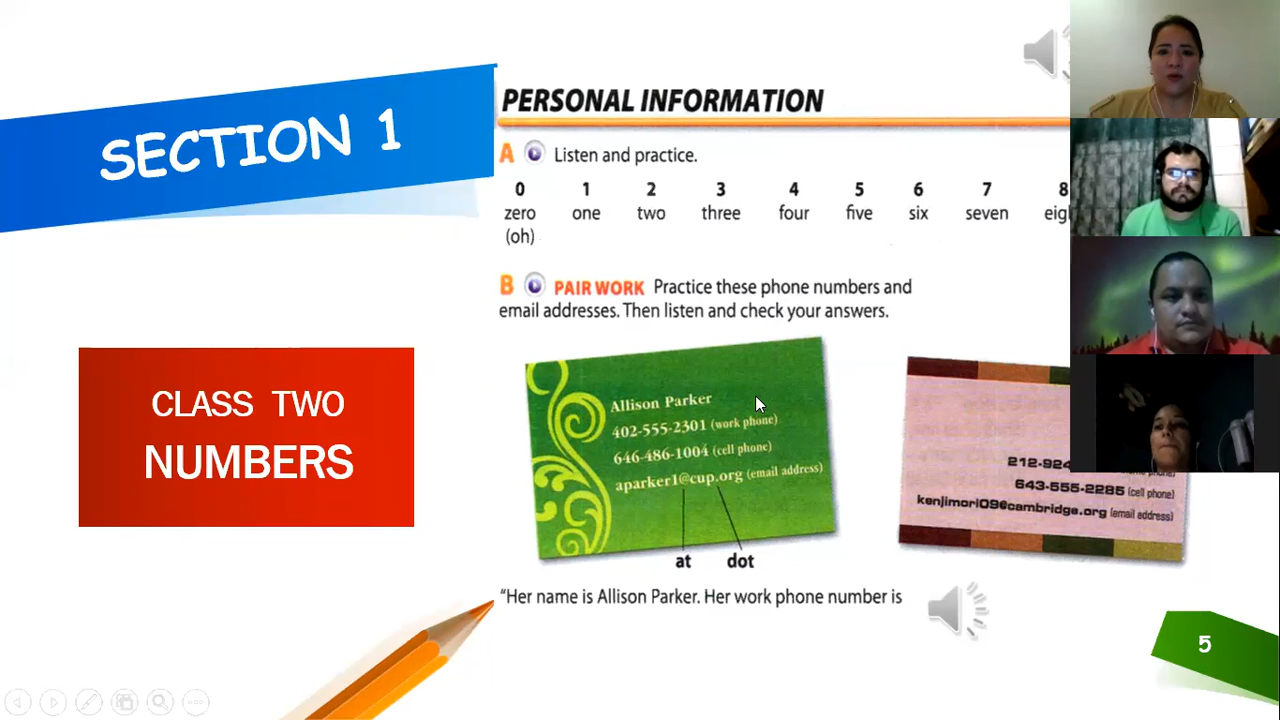 SECTION 1
CLASS TWO
NUMBERS
PERSONAL INFORMATION
A Listen and practice.
0 1 2 3 4 5 6 7 8
zero one two three four five six seven
(oh)
B PAIR WORK Practice these phone numbers and
email addresses. Then listen and check your answers.
Allison Parker
402-555-2301 (work phone)
646-486-1004 (cell phone)
aparker1@cup.org (email address)
at dot
212-924
643-555-2285 (cell phone)
kenjimori09@cambridge.org (email address)
"Her name is Allison Parker. Her work phone number is
5